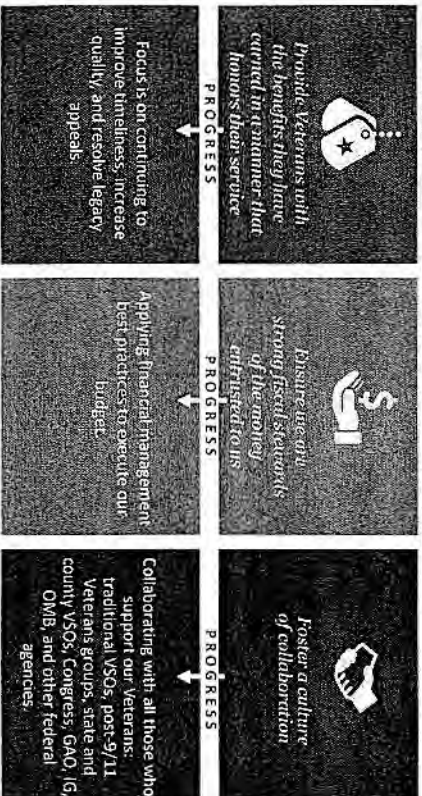 Provide Veterans with
the benefits they have
earned in a manner that
honors their service
PROGRESS
Focus is on continuing to
improve timeliness, increase
quality, and resolve legacy
appeals.
Ensure we are
strong fiscal stewards
of the money
entrusted to us
PROGRESS
Applying financial management
best practices to execute our
budget.
Foster a culture
of collaboration
PROGRESS
Collaborating with all those who
support our Veterans:
traditional VSOs, post-9/11
Veterans groups, state and
county VSOs, Congress, GAO, IG,
OMB, and other federal
agencies.